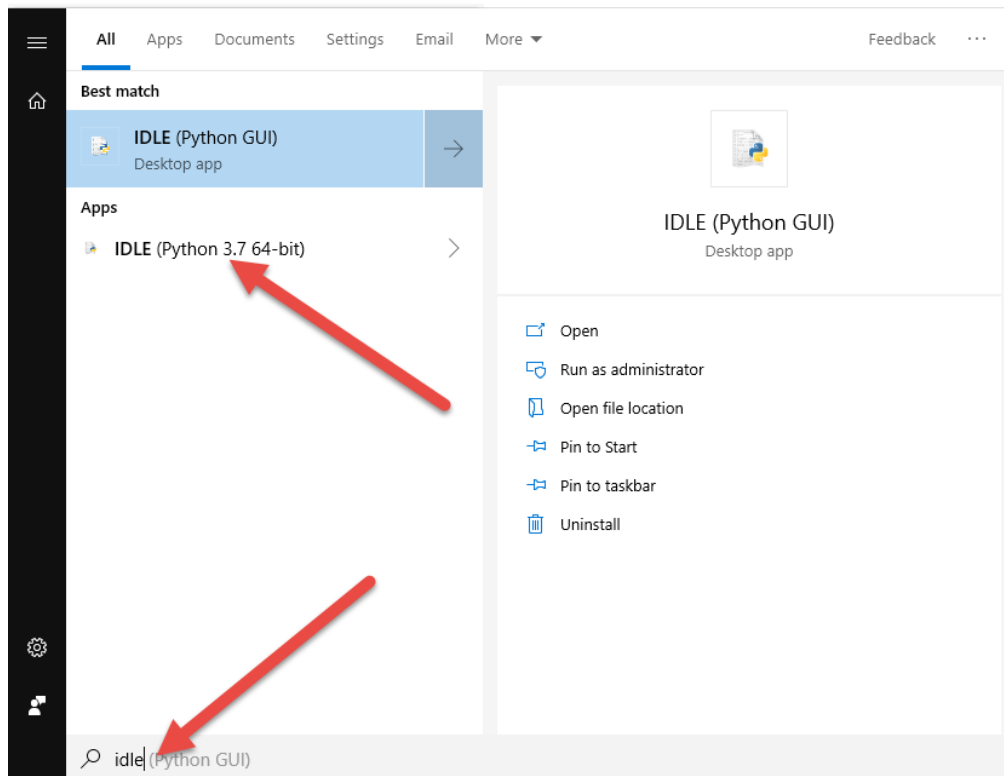 All Apps Documents Settings Email More Feedback ...
Best match
IDLE (Python GUI)
Desktop app
Apps
IDLE (Python 3.7 64-bit)
IDLE (Python GUI)
Desktop app
Open
Run as administrator
Open file location
Pin to Start
Pin to taskbar
Uninstall
idle (Python GUI)